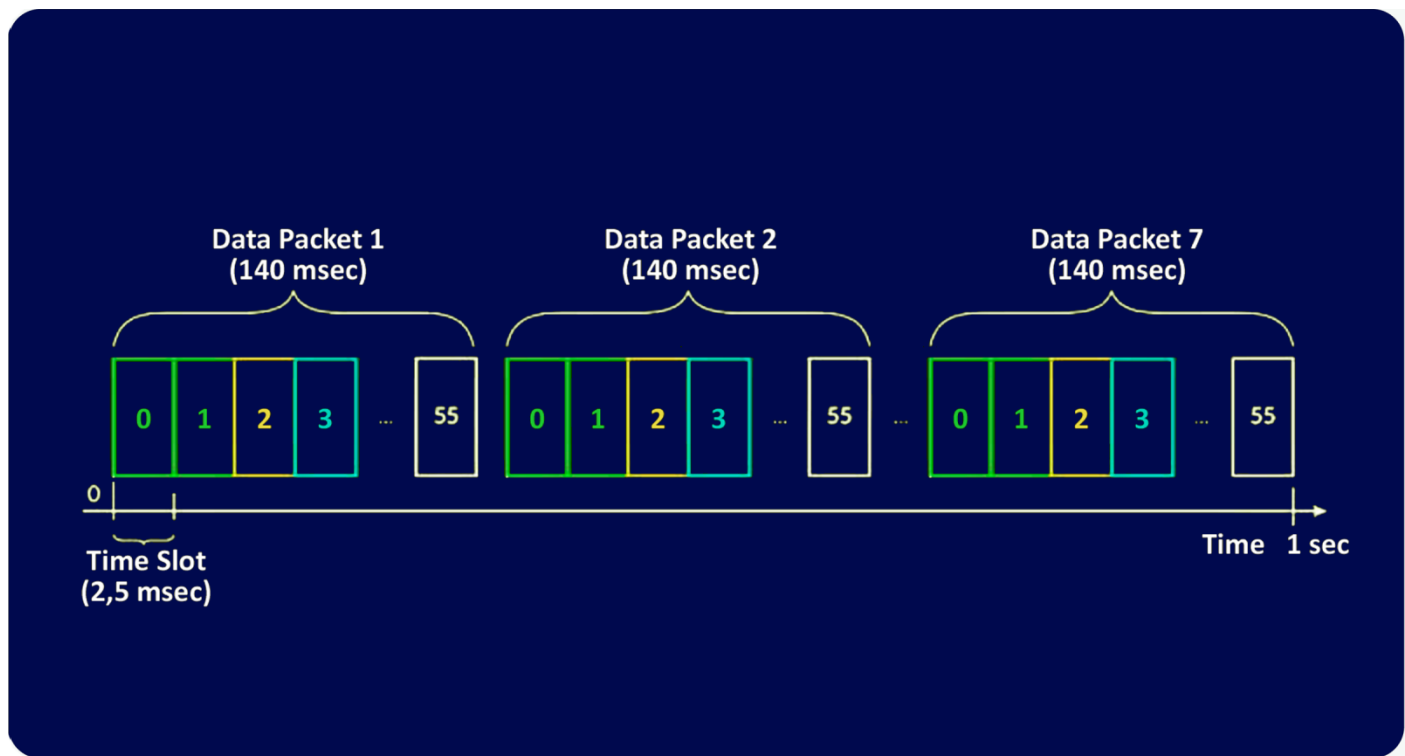 Data Packet 1
(140 msec)
Data Packet 2
(140 msec)
Data Packet 7
(140 msec)
0 1 2 3 ... 55 0 1 2 3 ... 55 ... 0 1 2 3 ... 55
0
Time 1 sec
Time Slot
(2,5 msec)